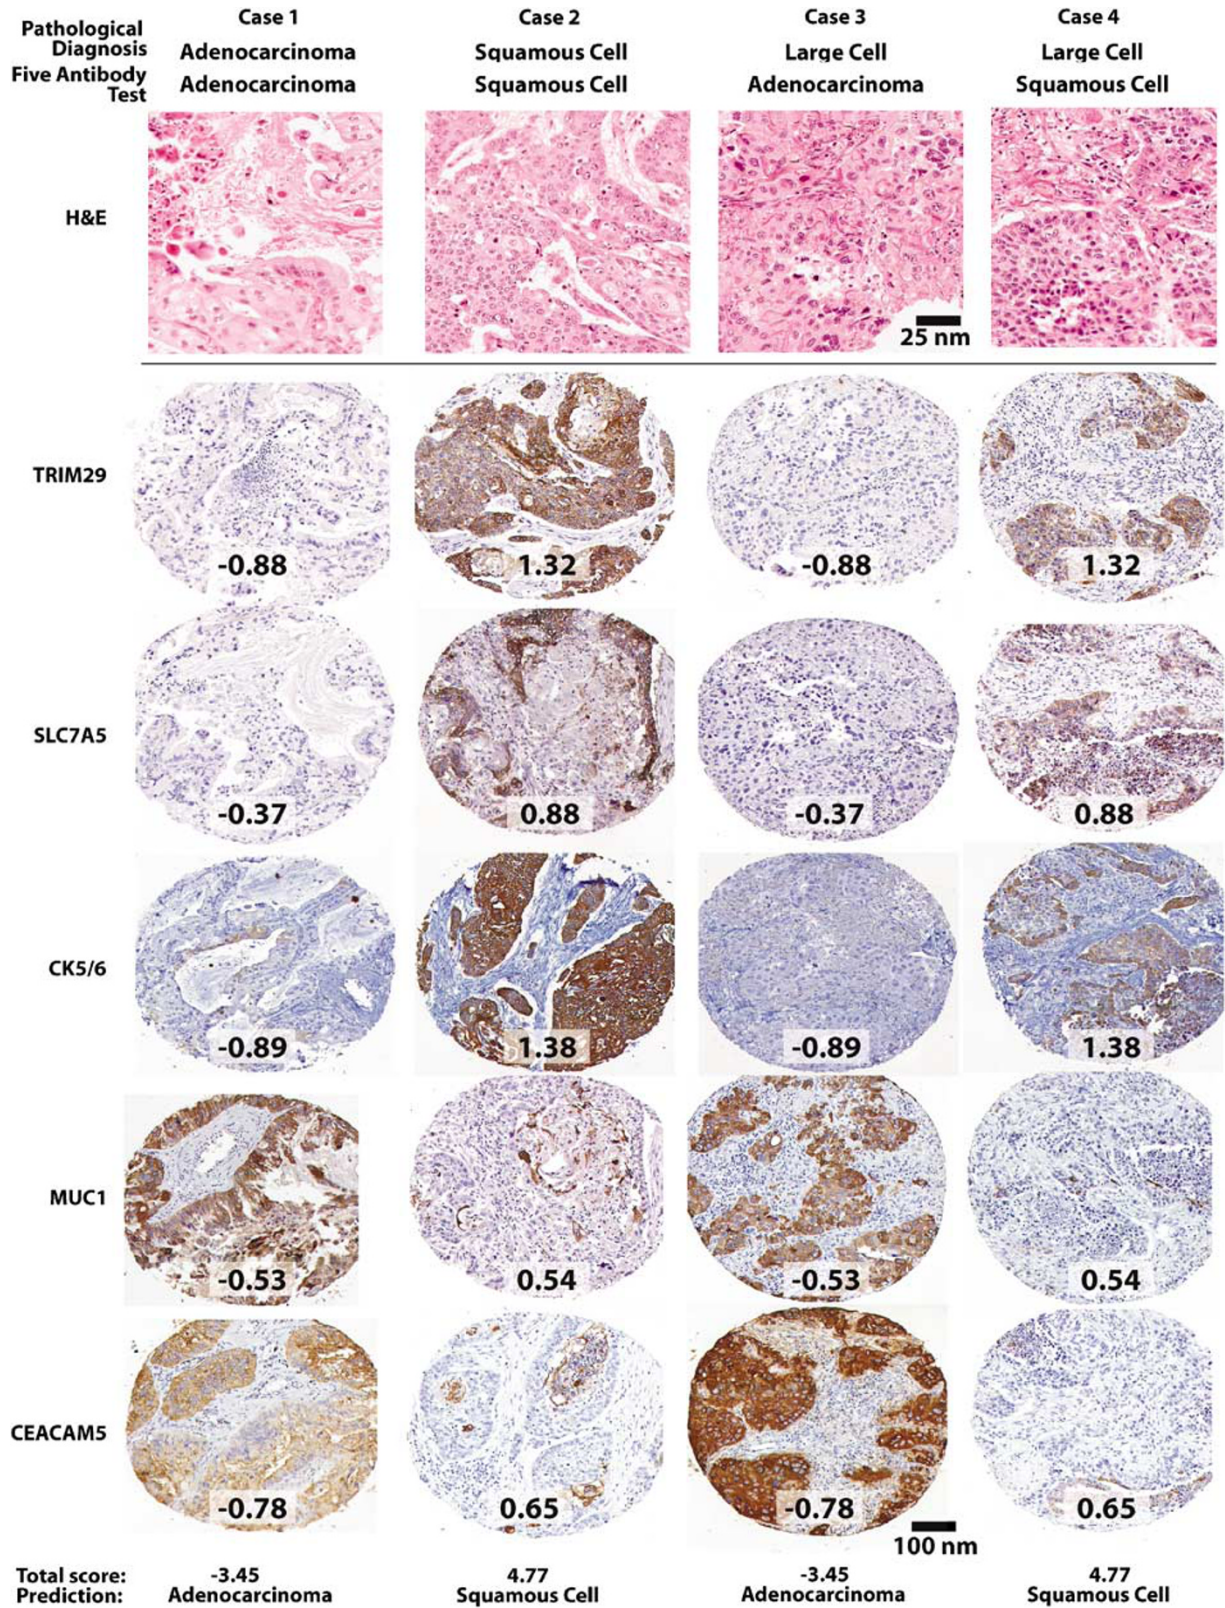 Case 1 Case 2 Case 3 Case 4
Pathological
Diagnosis Adenocarcinoma Squamous Cell Large Cell Large Cell
Five Antibody
Test Adenocarcinoma Squamous Cell Adenocarcinoma Squamous Cell
H&E
25 nm
TRIM29
-0.88 1.32 -0.88 1.32
SLC7A5
-0.37 0.88 -0.37 0.88
CK5/6
-0.89 1.38 -0.89 1.38
MUC1
-0.53 0.54 -0.53 0.54
CEACAM5
-0.78 0.65 -0.78 0.65
100 nm
Total score: -3.45 4.77 -3.45 4.77
Prediction: Adenocarcinoma Squamous Cell Adenocarcinoma Squamous Cell